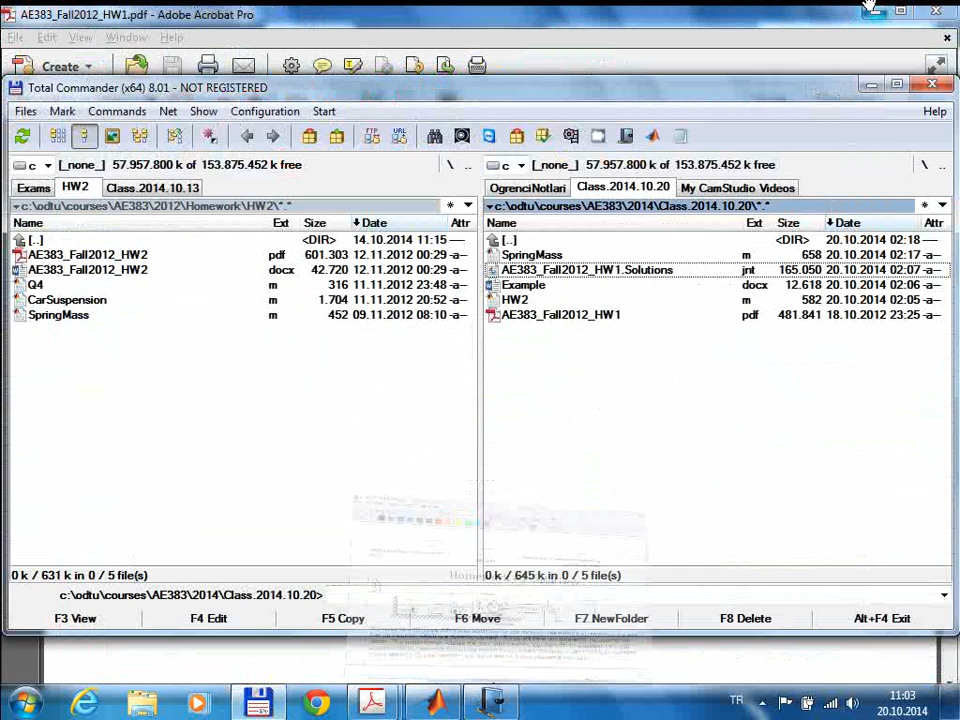 AE383_Fall2012_HW1.pdf - Adobe Acrobat Pro
File Edit View Window Help
Create
Total Commander (x64) 8.01 - NOT REGISTERED
Files Mark Commands Net Show Configuration Start Help
FTP URL
c [_none_] 57.957.800 k of 153.875.452 k free \ ..
c [_none_] 57.957.800 k of 153.875.452 k free \ ..
Exams HW2 Class.2014.10.13
OgrenciNotlari Class.2014.10.20 My CamStudio Videos
c:\odtu\courses\AE383\2012\Homework\HW2\*.* *
c:\odtu\courses\AE383\2014\Class.2014.10.20\*.* *
Name Ext Size Date Attr
[..] <DIR> 14.10.2014 11:15 ----
AE383_Fall2012_HW2 pdf 601.303 12.11.2012 00:29 -a--
AE383_Fall2012_HW2 docx 42.720 12.11.2012 00:29 -a--
Q4 m 316 11.11.2012 23:48 -a--
CarSuspension m 1.704 11.11.2012 20:52 -a--
SpringMass m 452 09.11.2012 08:10 -a--
Name Ext Size Date Attr
[..] <DIR> 20.10.2014 02:18 ----
SpringMass m 658 20.10.2014 02:17 -a--
AE383_Fall2012_HW1.Solutions jnt 165.050 20.10.2014 02:07 -a--
Example docx 12.618 20.10.2014 02:06 -a--
HW2 m 582 20.10.2014 02:05 -a--
AE383_Fall2012_HW1 pdf 481.841 18.10.2012 23:25 -a--
0 k / 631 k in 0 / 5 file(s)
0 k / 645 k in 0 / 5 file(s)
c:\odtu\courses\AE383\2014\Class.2014.10.20>
F3 View F4 Edit F5 Copy F6 Move F7 NewFolder F8 Delete Alt+F4 Exit
TR
11:03
20.10.2014